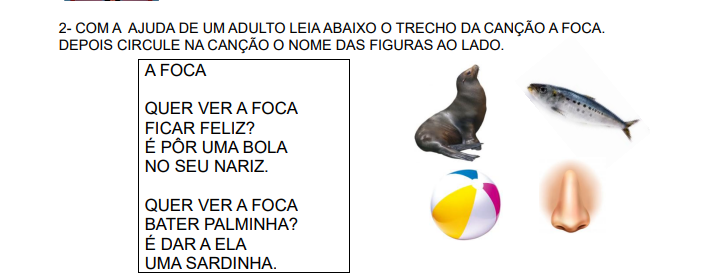 2- COM A AJUDA DE UM ADULTO LEIA ABAIXO O TRECHO DA CANÇÃO A FOCA.
DEPOIS CIRCULE NA CANÇÃO O NOME DAS FIGURAS AO LADO.
A FOCA
QUER VER A FOCA
FICAR FELIZ?
É PÔR UMA BOLA
NO SEU NARIZ.
QUER VER A FOCA
BATER PALMINHA?
É DAR A ELA
UMA SARDINHA.